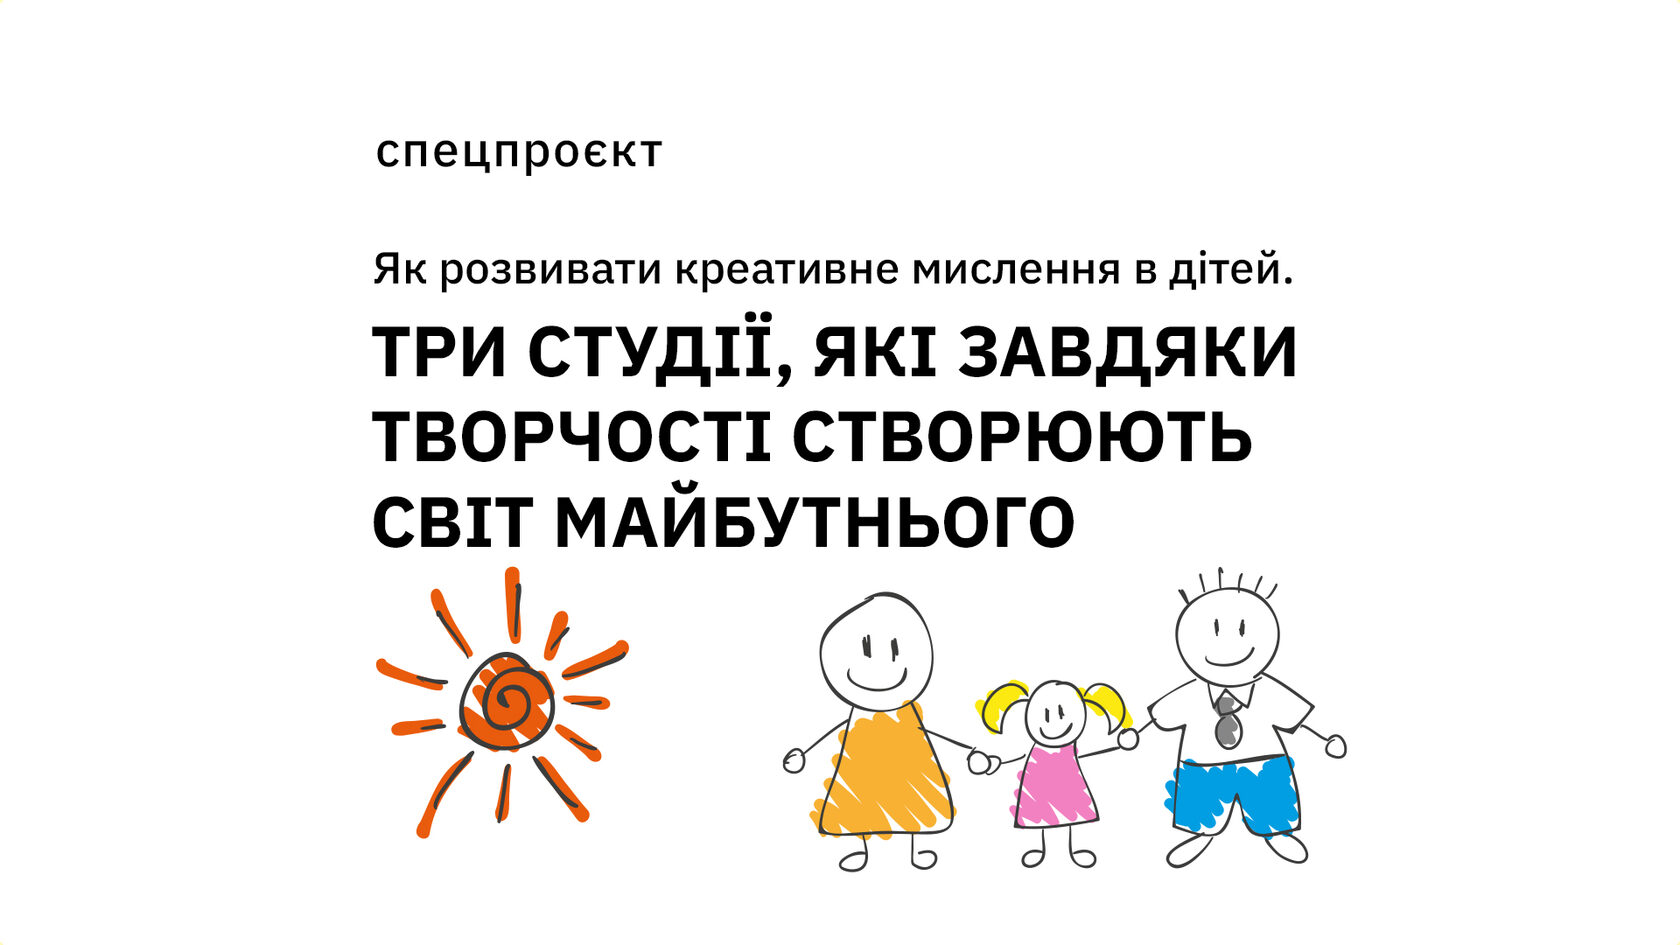 спецпроєкт
Як розвивати креативне мислення в дітей.
ТРИ СТУДІЇ, ЯКІ ЗАВДЯКИ
ТВОРЧОСТІ СТВОРЮЮТЬ
СВІТ МАЙБУТНЬОГО